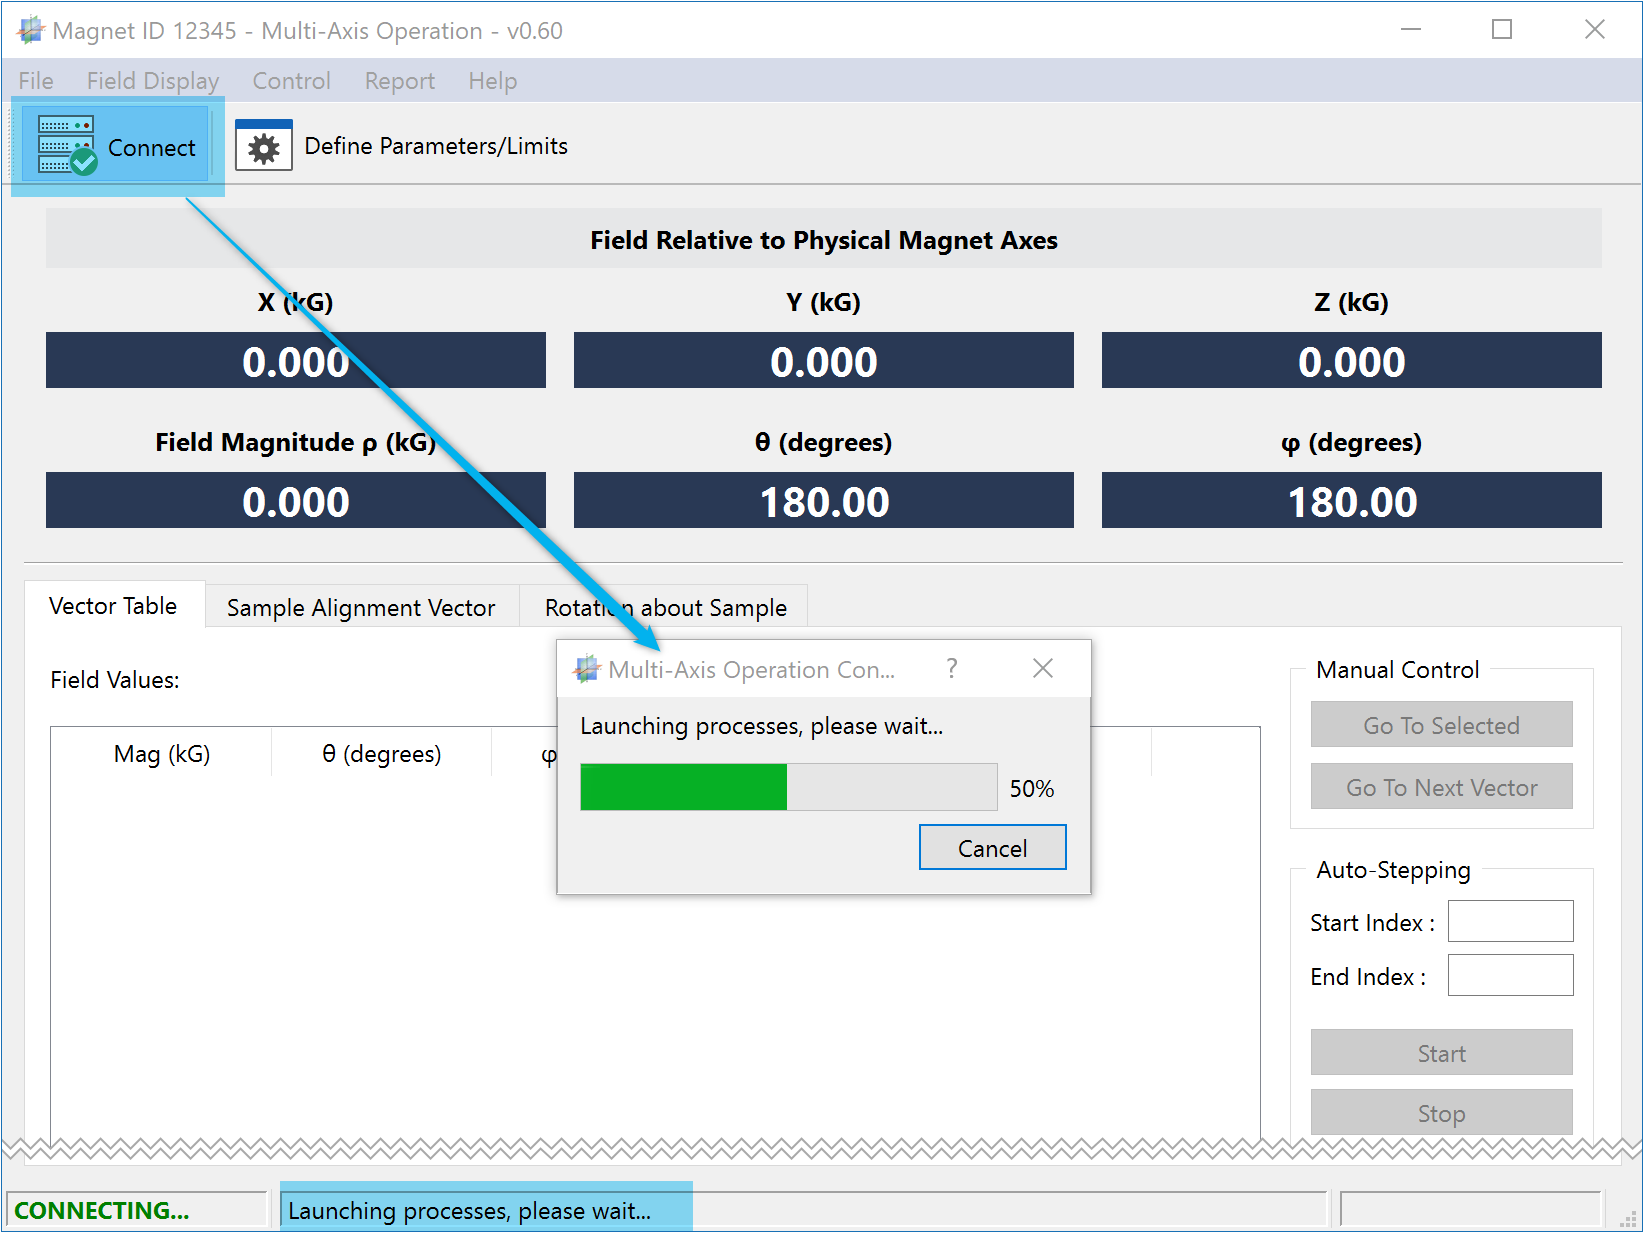 Magnet ID 12345 - Multi-Axis Operation - v0.60
File Field Display Control Report Help
Connect Define Parameters/Limits
Field Relative to Physical Magnet Axes
X (kG) Y (kG) Z (kG)
0.000 0.000 0.000
Field Magnitude ρ (kG) θ (degrees) φ (degrees)
0.000 180.00 180.00
Vector Table Sample Alignment Vector Rotation about Sample
Field Values:
Mag (kG) θ (degrees) φ
Multi-Axis Operation Con... ?
Launching processes, please wait...
50%
Cancel
Manual Control
Go To Selected
Go To Next Vector
Auto-Stepping
Start Index :
End Index :
Start
Stop
CONNECTING... Launching processes, please wait...